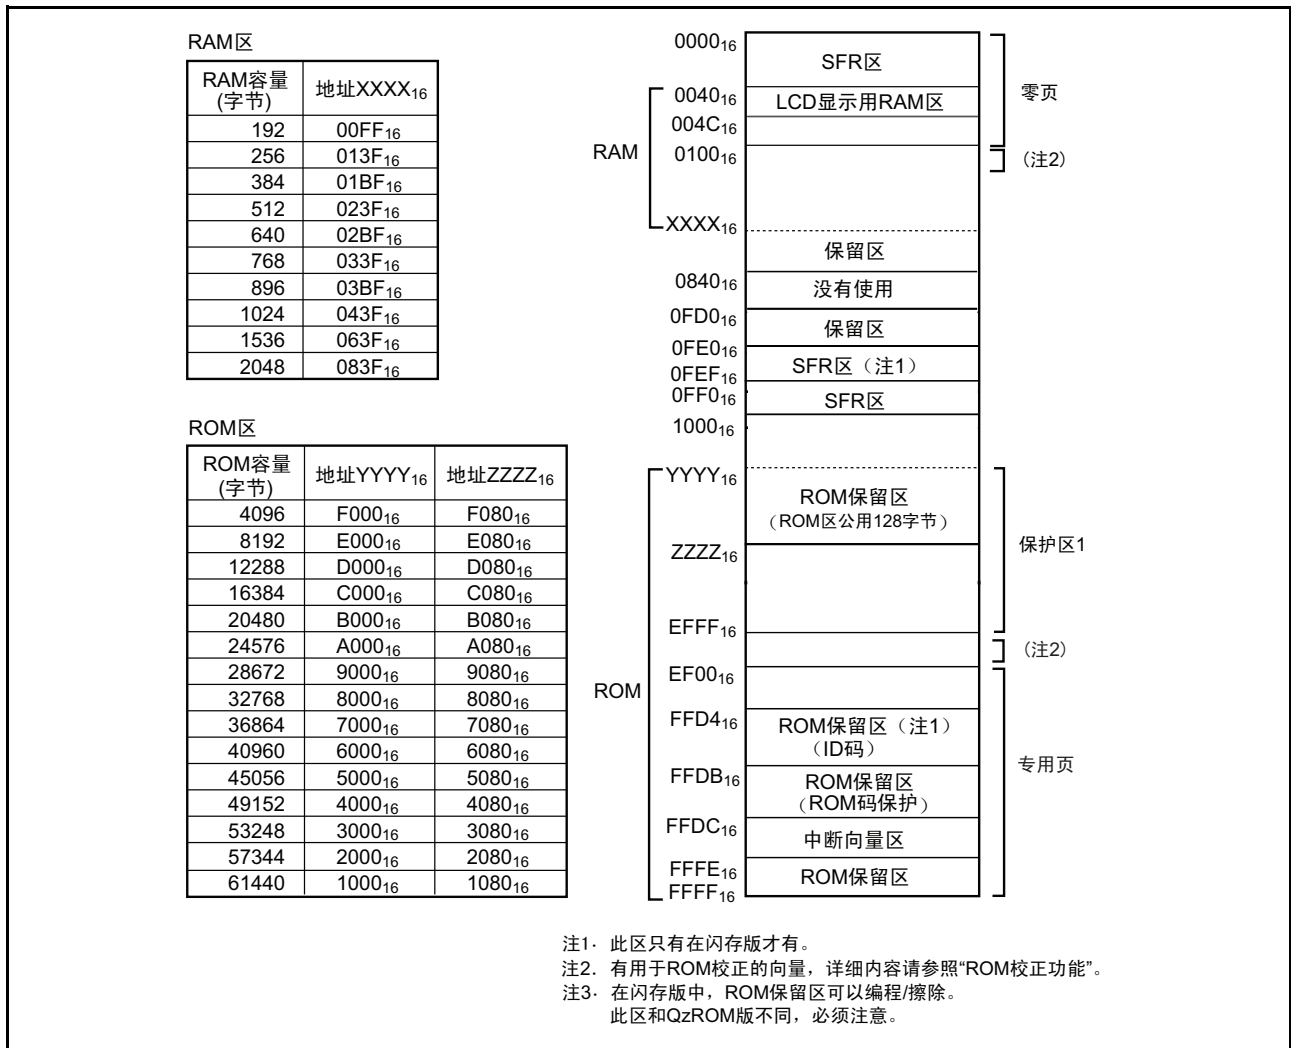 RAM区
RAM容量 (字节) 地址XXXX₁₆
192 00FF₁₆
256 013F₁₆
384 01BF₁₆
512 023F₁₆
640 02BF₁₆
768 033F₁₆
896 03BF₁₆
1024 043F₁₆
1536 063F₁₆
2048 083F₁₆
ROM区
ROM容量 (字节) 地址YYYY₁₆ 地址ZZZZ₁₆
4096 F000₁₆ F080₁₆
8192 E000₁₆ E080₁₆
12288 D000₁₆ D080₁₆
16384 C000₁₆ C080₁₆
20480 B000₁₆ B080₁₆
24576 A000₁₆ A080₁₆
28672 9000₁₆ 9080₁₆
32768 8000₁₆ 8080₁₆
36864 7000₁₆ 7080₁₆
40960 6000₁₆ 6080₁₆
45056 5000₁₆ 5080₁₆
49152 4000₁₆ 4080₁₆
53248 3000₁₆ 3080₁₆
57344 2000₁₆ 2080₁₆
61440 1000₁₆ 1080₁₆
0000₁₆
SFR区
零页
0040₁₆
LCD显示用RAM区
004C₁₆
RAM
0100₁₆
（注2）
XXXX₁₆
保留区
0840₁₆
没有使用
0FD0₁₆
保留区
0FE0₁₆
SFR区（注1）
0FEF₁₆
0FF0₁₆
SFR区
1000₁₆
YYYY₁₆
ROM保留区
（ROM区公用128字节）
保护区1
ZZZZ₁₆
EFFF₁₆
（注2）
EF00₁₆
ROM
FFD4₁₆
ROM保留区（注1）
（ID码）
专用页
FFDB₁₆
ROM保留区
（ROM码保护）
FFDC₁₆
中断向量区
FFFE₁₆
ROM保留区
FFFF₁₆
注1. 此区只有在闪存版才有。
注2. 有用于ROM校正的向量，详细内容请参照“ROM校正功能”。
注3. 在闪存版中，ROM保留区可以编程/擦除。
此区和QzROM版不同，必须注意。